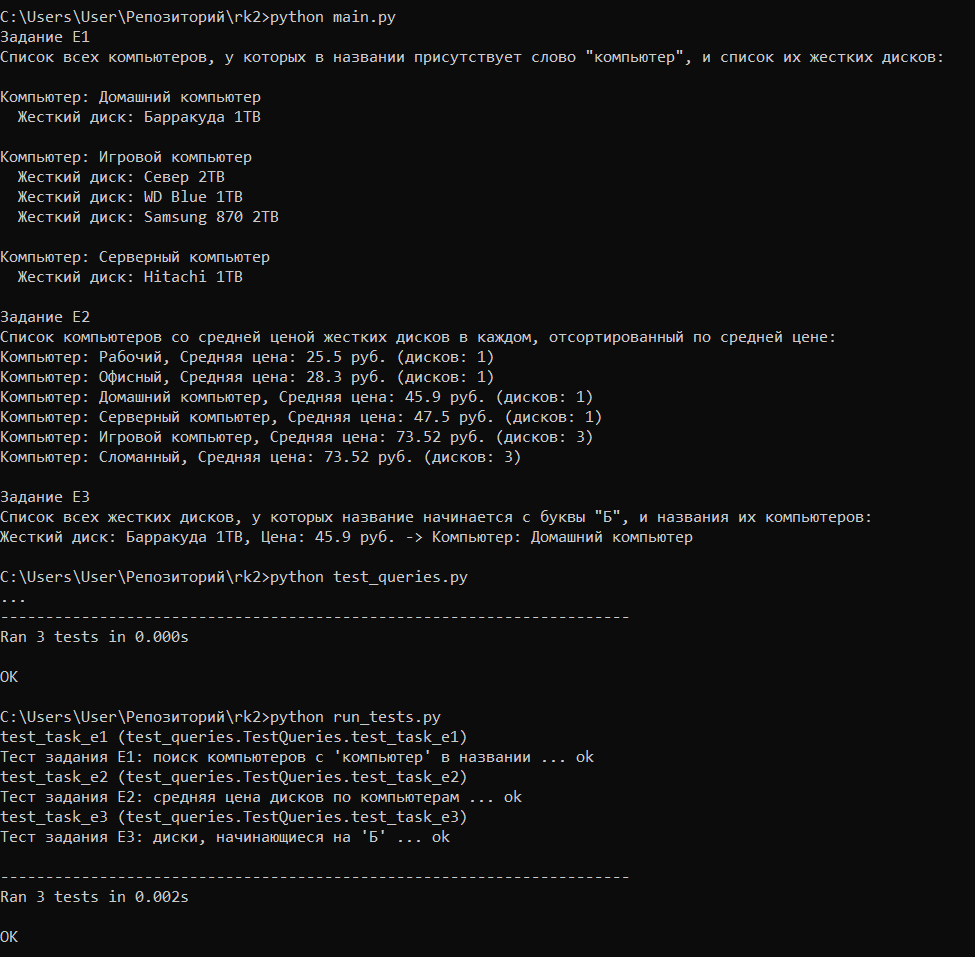 C:\Users\User\Репозиторий\rk2>python main.py
Задание E1
Список всех компьютеров, у которых в названии присутствует слово "компьютер", и список их жестких дисков:
Компьютер: Домашний компьютер
  Жесткий диск: Барракуда 1TB
Компьютер: Игровой компьютер
  Жесткий диск: Север 2TB
  Жесткий диск: WD Blue 1TB
  Жесткий диск: Samsung 870 2TB
Компьютер: Серверный компьютер
  Жесткий диск: Hitachi 1TB
Задание E2
Список компьютеров со средней ценой жестких дисков в каждом, отсортированный по средней цене:
Компьютер: Рабочий, Средняя цена: 25.5 руб. (дисков: 1)
Компьютер: Офисный, Средняя цена: 28.3 руб. (дисков: 1)
Компьютер: Домашний компьютер, Средняя цена: 45.9 руб. (дисков: 1)
Компьютер: Серверный компьютер, Средняя цена: 47.5 руб. (дисков: 1)
Компьютер: Игровой компьютер, Средняя цена: 73.52 руб. (дисков: 3)
Компьютер: Сломанный, Средняя цена: 73.52 руб. (дисков: 3)
Задание E3
Список всех жестких дисков, у которых название начинается с буквы "Б", и названия их компьютеров:
Жесткий диск: Барракуда 1TB, Цена: 45.9 руб. -> Компьютер: Домашний компьютер
C:\Users\User\Репозиторий\rk2>python test_queries.py
...
----------------------------------------------------------------------
Ran 3 tests in 0.000s
OK
C:\Users\User\Репозиторий\rk2>python run_tests.py
test_task_e1 (test_queries.TestQueries.test_task_e1)
Тест задания E1: поиск компьютеров с 'компьютер' в названии ... ok
test_task_e2 (test_queries.TestQueries.test_task_e2)
Тест задания E2: средняя цена дисков по компьютерам ... ok
test_task_e3 (test_queries.TestQueries.test_task_e3)
Тест задания E3: диски, начинающиеся на 'Б' ... ok
----------------------------------------------------------------------
Ran 3 tests in 0.002s
OK